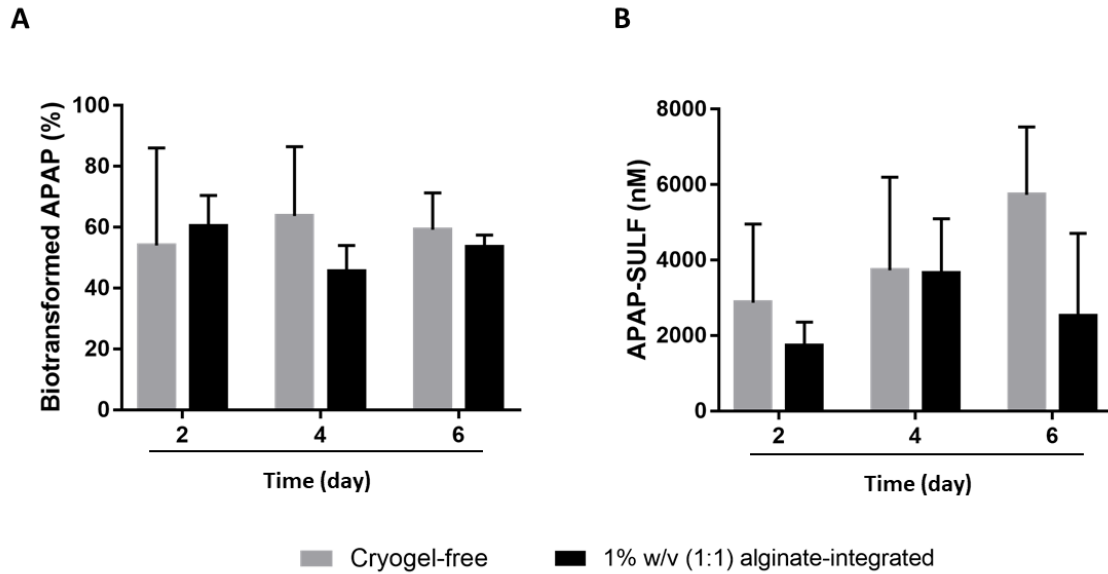 A
Biotransformed APAP (%)
100
80
60
40
20
0
2 4 6
Time (day)
B
APAP-SULF (nM)
8000
6000
4000
2000
0
2 4 6
Time (day)
Cryogel-free 1% w/v (1:1) alginate-integrated